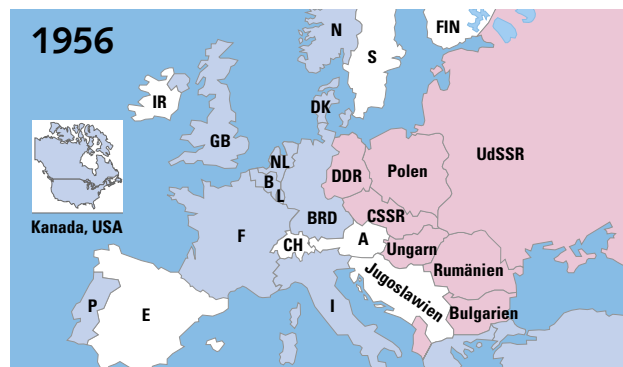 1956
N
FIN
S
IR
DK
GB
NL
UdSSR
B
DDR
Polen
L
Kanada, USA
BRD
CSSR
F
CH
A
Ungarn
Rumänien
Jugoslawien
P
E
I
Bulgarien